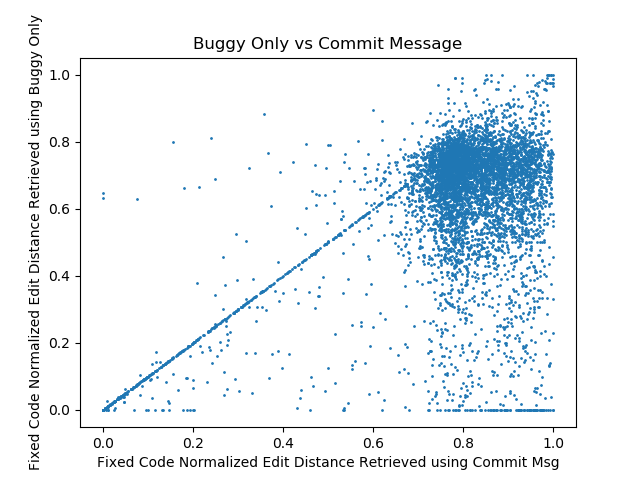 Buggy Only vs Commit Message
Fixed Code Normalized Edit Distance Retrieved using Buggy Only
1.0
0.8
0.6
0.4
0.2
0.0
0.0 0.2 0.4 0.6 0.8 1.0
Fixed Code Normalized Edit Distance Retrieved using Commit Msg